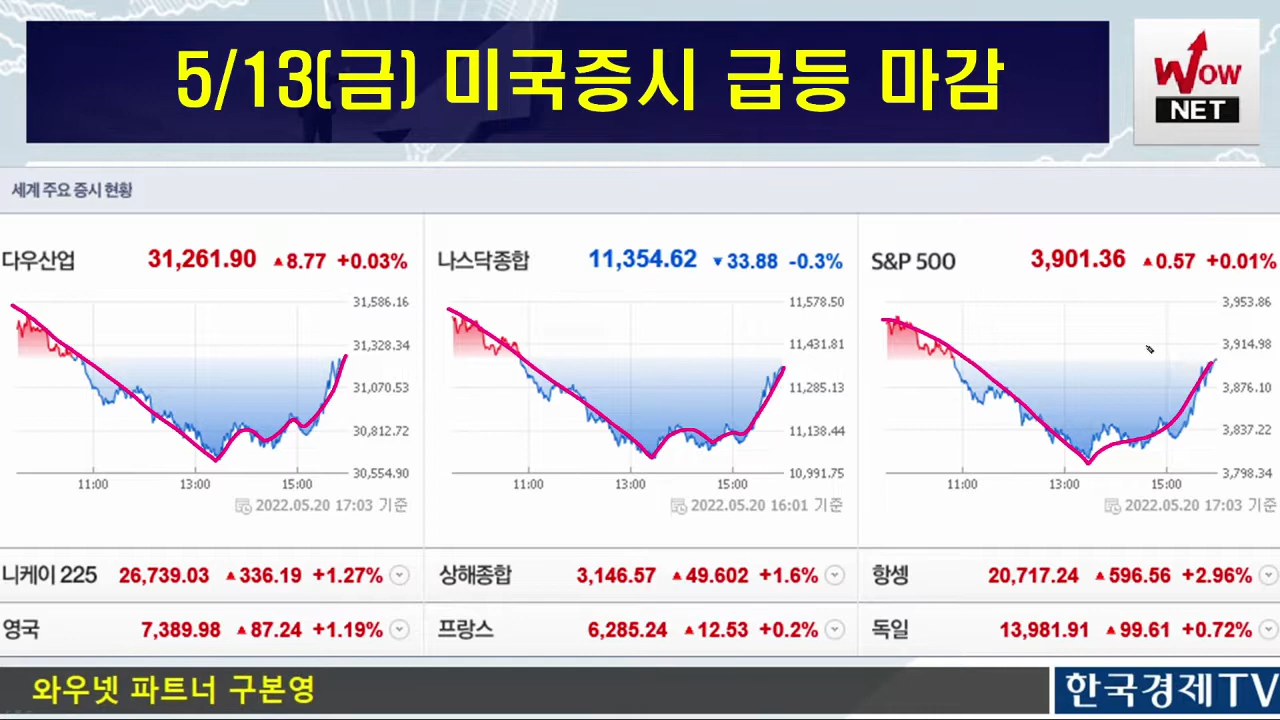 5/13(금) 미국증시 급등 마감
WOW
NET
세계 주요 증시 현황
다우산업 31,261.90 ▲8.77 +0.03%
31,586.16
31,328.34
31,070.53
30,812.72
30,554.90
11:00 13:00 15:00
2022.05.20 17:03 기준
나스닥종합 11,354.62 ▼33.88 -0.3%
11,578.50
11,431.81
11,285.13
11,138.44
10,991.75
11:00 13:00 15:00
2022.05.20 16:01 기준
S&P 500 3,901.36 ▲0.57 +0.01%
3,953.86
3,914.98
3,876.10
3,837.22
3,798.34
11:00 13:00 15:00
2022.05.20 17:03 기준
니케이 225 26,739.03 ▲336.19 +1.27%
상해종합 3,146.57 ▲49.602 +1.6%
항셍 20,717.24 ▲596.56 +2.96%
영국 7,389.98 ▲87.24 +1.19%
프랑스 6,285.24 ▲12.53 +0.2%
독일 13,981.91 ▲99.61 +0.72%
와우넷 파트너 구본영
한국경제TV